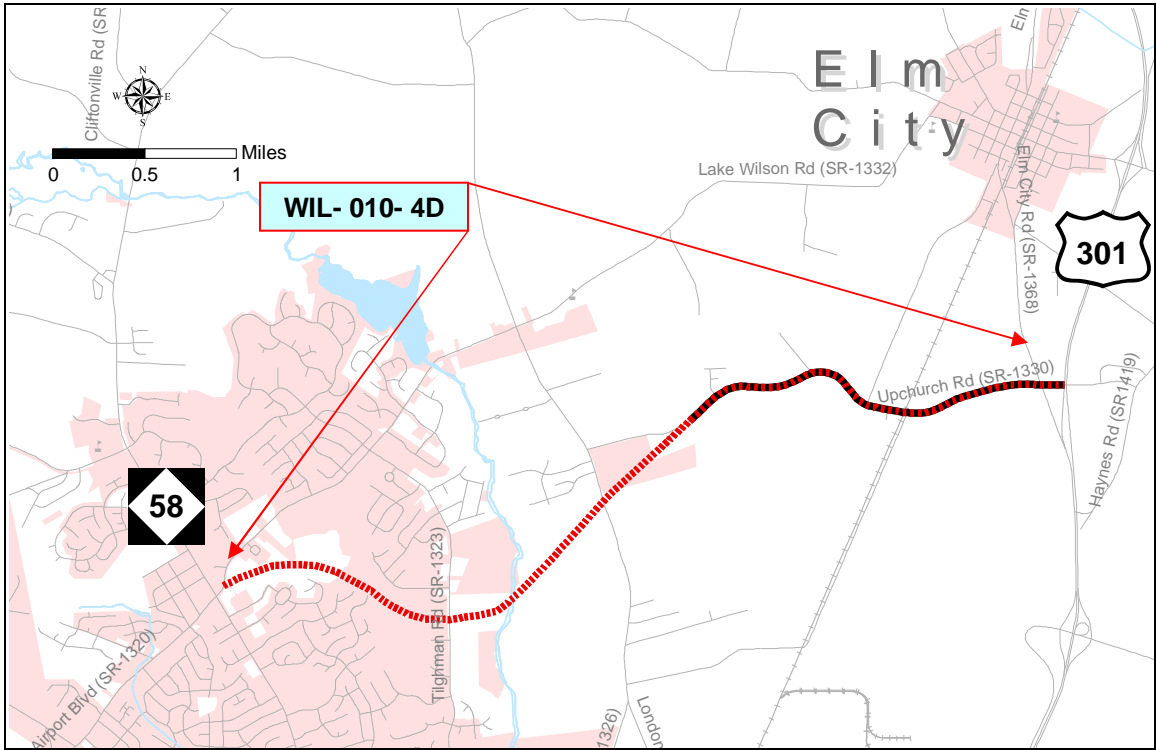 Cliftonville Rd (SR
N
W E
S
Miles
0 0.5 1
WIL- 010- 4D
Elm
City
Lake Wilson Rd (SR-1332)
Elm City Rd (SR-1368)
301
Upchurch Rd (SR-1330)
Haynes Rd (SR1419)
58
Tilghman Rd (SR-1323)
Airport Blvd (SR-1320)
1326)
London